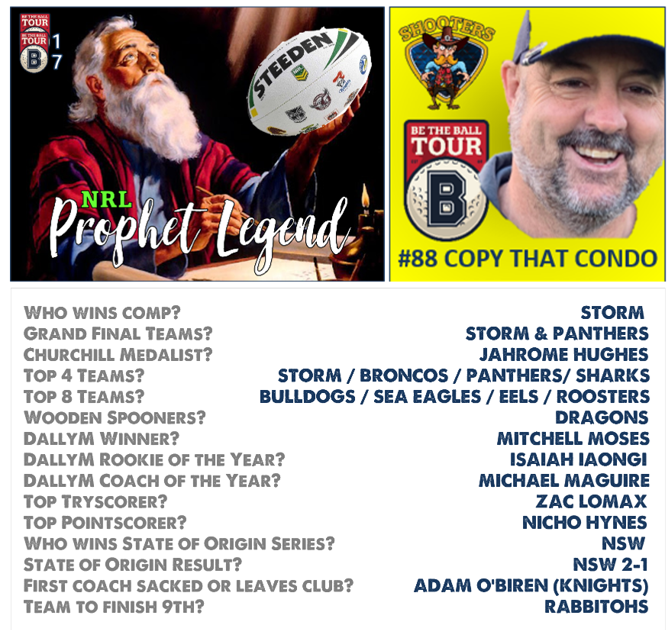 BE THE BALL
TOUR
BE THE BALL
TOUR
B
1
7
STEEDEN
NRL
NRL
Prophet Legend
SHOOTERS
BE THE BALL
TOUR
B
#88 COPY THAT CONDO
WHO WINS COMP? STORM
GRAND FINAL TEAMS? STORM & PANTHERS
CHURCHILL MEDALIST? JAHROME HUGHES
TOP 4 TEAMS? STORM / BRONCOS / PANTHERS/ SHARKS
TOP 8 TEAMS? BULLDOGS / SEA EAGLES / EELS / ROOSTERS
WOODEN SPOONERS? DRAGONS
DALLYM WINNER? MITCHELL MOSES
DALLYM ROOKIE OF THE YEAR? ISAIAH IAONGI
DALLYM COACH OF THE YEAR? MICHAEL MAGUIRE
TOP TRYSCORER? ZAC LOMAX
TOP POINTSCORER? NICHO HYNES
WHO WINS STATE OF ORIGIN SERIES? NSW
STATE OF ORIGIN RESULT? NSW 2-1
FIRST COACH SACKED OR LEAVES CLUB? ADAM O'BIREN (KNIGHTS)
TEAM TO FINISH 9TH? RABBITOHS